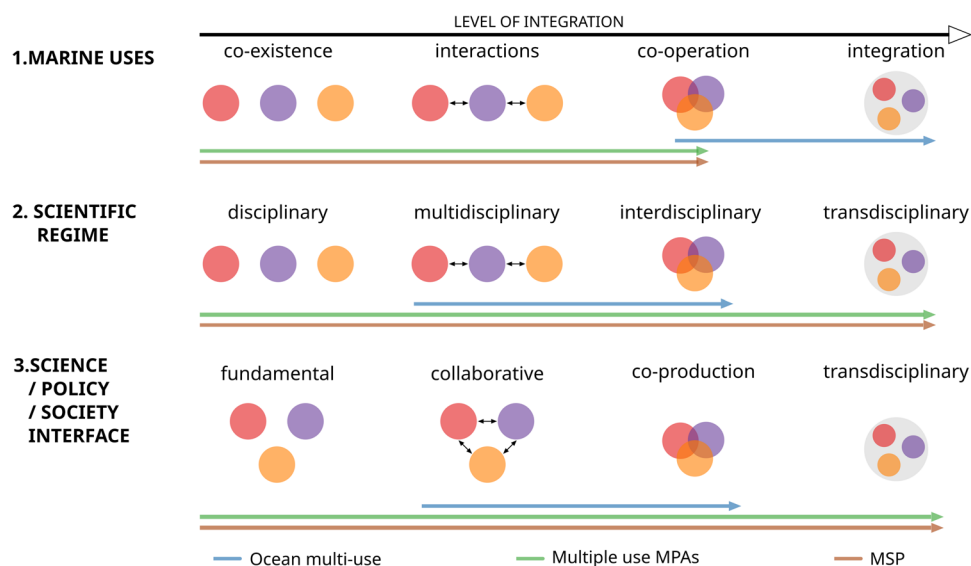 LEVEL OF INTEGRATION
1.MARINE USES
co-existence
interactions
co-operation
integration
2. SCIENTIFIC
REGIME
disciplinary
multidisciplinary
interdisciplinary
transdisciplinary
3.SCIENCE
/ POLICY
/ SOCIETY
INTERFACE
fundamental
collaborative
co-production
transdisciplinary
Ocean multi-use
Multiple use MPAs
MSP